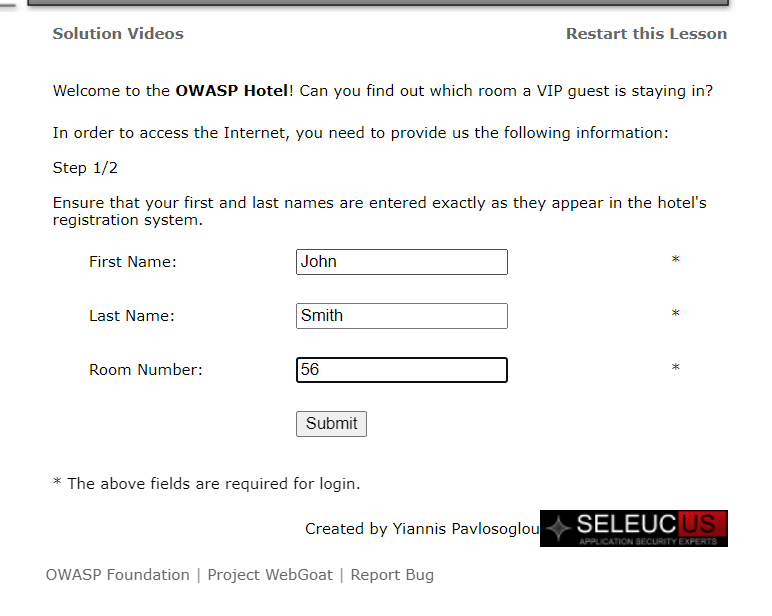 Solution Videos Restart this Lesson
Welcome to the OWASP Hotel! Can you find out which room a VIP guest is staying in?
In order to access the Internet, you need to provide us the following information:
Step 1/2
Ensure that your first and last names are entered exactly as they appear in the hotel's
registration system.
First Name: John *
Last Name: Smith *
Room Number: 56 *
Submit
* The above fields are required for login.
Created by Yiannis Pavlosoglou SELEUCUS
APPLICATION SECURITY EXPERTS
OWASP Foundation | Project WebGoat | Report Bug